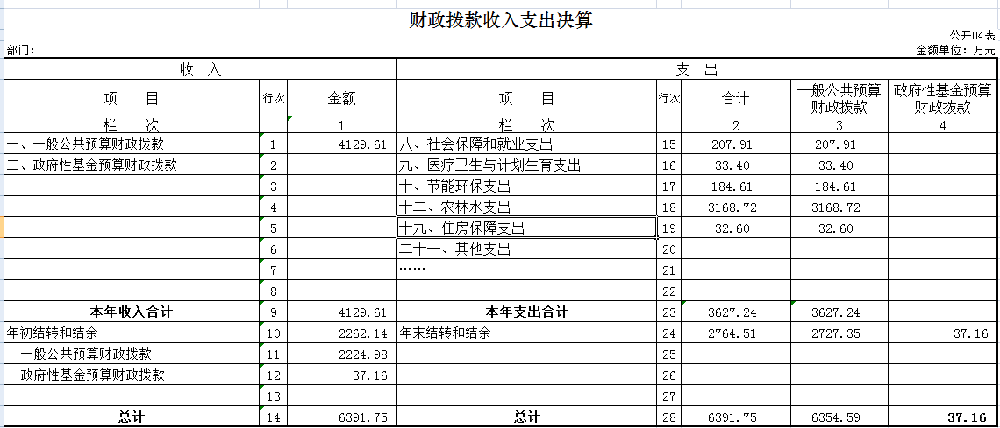 财政拨款收入支出决算
公开04表
部门：
金额单位：万元
收　入 支　出
项　目 行次 金额 项　目 行次 合计 一般公共预算财政拨款 政府性基金预算财政拨款
栏　次 1 栏　次 2 3 4
一、一般公共预算财政拨款 1 4129.61 八、社会保障和就业支出 15 207.91 207.91
二、政府性基金预算财政拨款 2 九、医疗卫生与计划生育支出 16 33.40 33.40
3 十、节能环保支出 17 184.61 184.61
4 十二、农林水支出 18 3168.72 3168.72
5 十九、住房保障支出 19 32.60 32.60
6 二十一、其他支出 20
7 …… 21
8 22
本年收入合计 9 4129.61 本年支出合计 23 3627.24 3627.24
年初结转和结余 10 2262.14 年末结转和结余 24 2764.51 2727.35 37.16
一般公共预算财政拨款 11 2224.98 25
政府性基金预算财政拨款 12 37.16 26
13 27
总计 14 6391.75 总计 28 6391.75 6354.59 37.16